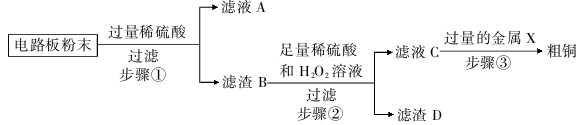 滤液 A
电路板粉末
过量稀硫酸
过滤
步骤①
滤渣 B
足量稀硫酸
和 H₂O₂ 溶液
过滤
步骤②
滤液 C
过量的金属 X
步骤③
粗铜
滤渣 D